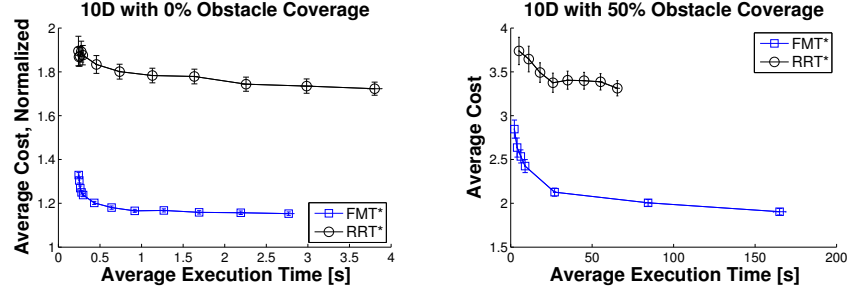 10D with 0% Obstacle Coverage
Average Cost, Normalized
2
1.8
1.6
1.4
1.2
1
0
0.5
1
1.5
2
2.5
3
3.5
4
Average Execution Time [s]
FMT*
RRT*
10D with 50% Obstacle Coverage
Average Cost
4
3.5
3
2.5
2
1.5
0
50
100
150
200
Average Execution Time [s]
FMT*
RRT*